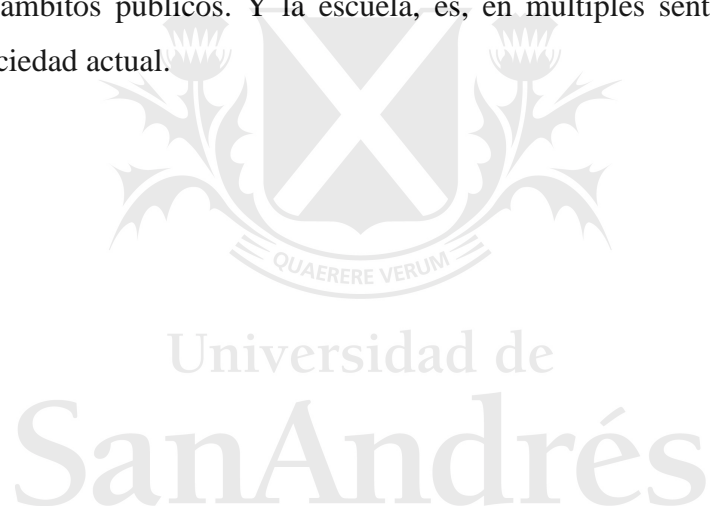 ámbitos públicos. Y la escuela, es, en múltiples sent
ciedad actual.
QUAERERE VERUM
Universidad de
SanAndrés